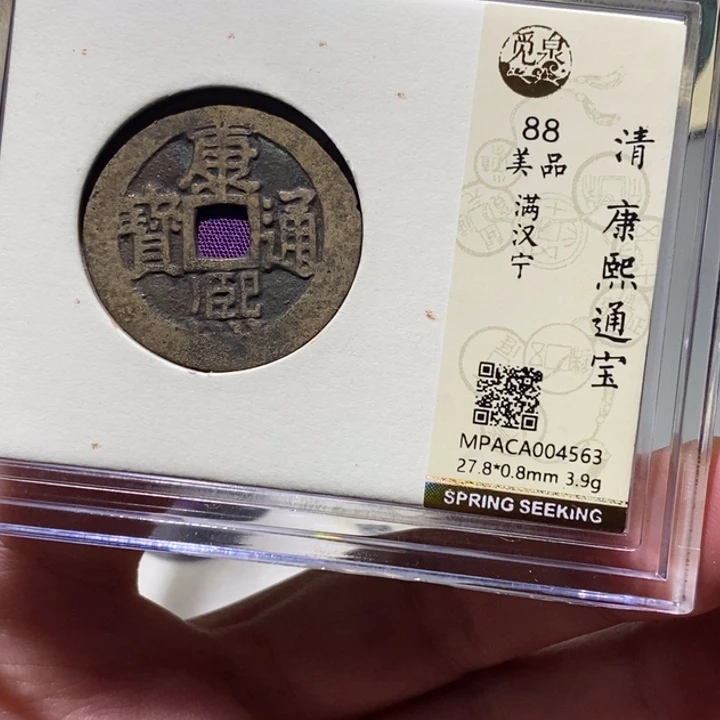 康熙通寶
觅泉
88
美品
满汉宁
清 康熙通宝
MPACA004563
27.8*0.8mm 3.9g
SPRING SEEKING